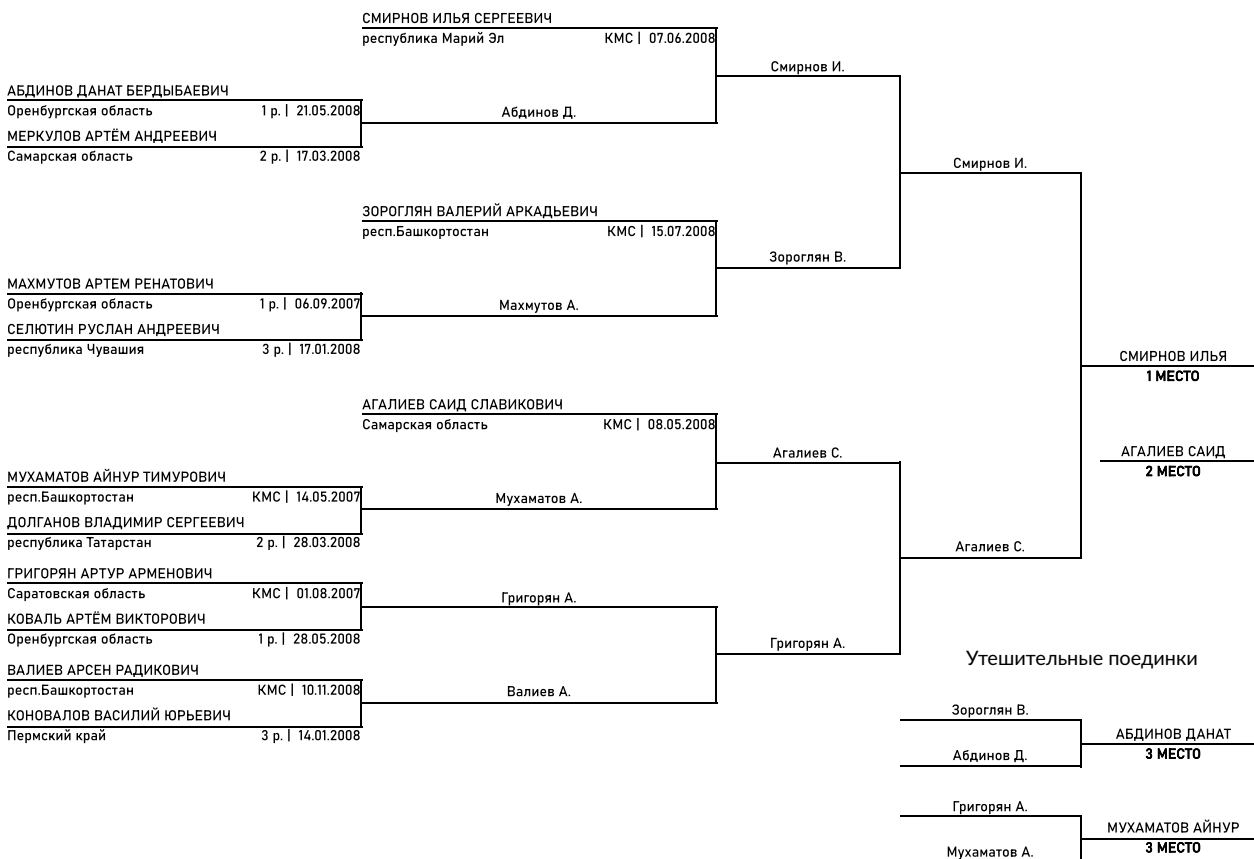 СМИРНОВ ИЛЬЯ СЕРГЕЕВИЧ
республика Марий Эл КМС | 07.06.2008
Смирнов И.
АБДИНОВ ДАНАТ БЕРДЫБАЕВИЧ
Оренбургская область 1 р. | 21.05.2008
Абдинов Д.
МЕРКУЛОВ АРТЁМ АНДРЕЕВИЧ
Самарская область 2 р. | 17.03.2008
Смирнов И.
ЗОРОГЛЯН ВАЛЕРИЙ АРКАДЬЕВИЧ
респ.Башкортостан КМС | 15.07.2008
Зороглян В.
МАХМУТОВ АРТЕМ РЕНАТОВИЧ
Оренбургская область 1 р. | 06.09.2007
Махмутов А.
СЕЛЮТИН РУСЛАН АНДРЕЕВИЧ
республика Чувашия 3 р. | 17.01.2008
СМИРНОВ ИЛЬЯ
1 МЕСТО
АГАЛИЕВ САИД СЛАВИКОВИЧ
Самарская область КМС | 08.05.2008
Агалиев С.
АГАЛИЕВ САИД
2 МЕСТО
МУХАМАТОВ АЙНУР ТИМУРОВИЧ
респ.Башкортостан КМС | 14.05.2007
Мухаматов А.
ДОЛГАНОВ ВЛАДИМИР СЕРГЕЕВИЧ
республика Татарстан 2 р. | 28.03.2008
Агалиев С.
ГРИГОРЯН АРТУР АРМЕНОВИЧ
Саратовская область КМС | 01.08.2007
Григорян А.
КОВАЛЬ АРТЁМ ВИКТОРОВИЧ
Оренбургская область 1 р. | 28.05.2008
Григорян А.
Утешительные поединки
ВАЛИЕВ АРСЕН РАДИКОВИЧ
респ.Башкортостан КМС | 10.11.2008
Валиев А.
КОНОВАЛОВ ВАСИЛИЙ ЮРЬЕВИЧ
Пермский край 3 р. | 14.01.2008
Зороглян В.
АБДИНОВ ДАНАТ
3 МЕСТО
Абдинов Д.
Григорян А.
МУХАМАТОВ АЙНУР
3 МЕСТО
Мухаматов А.